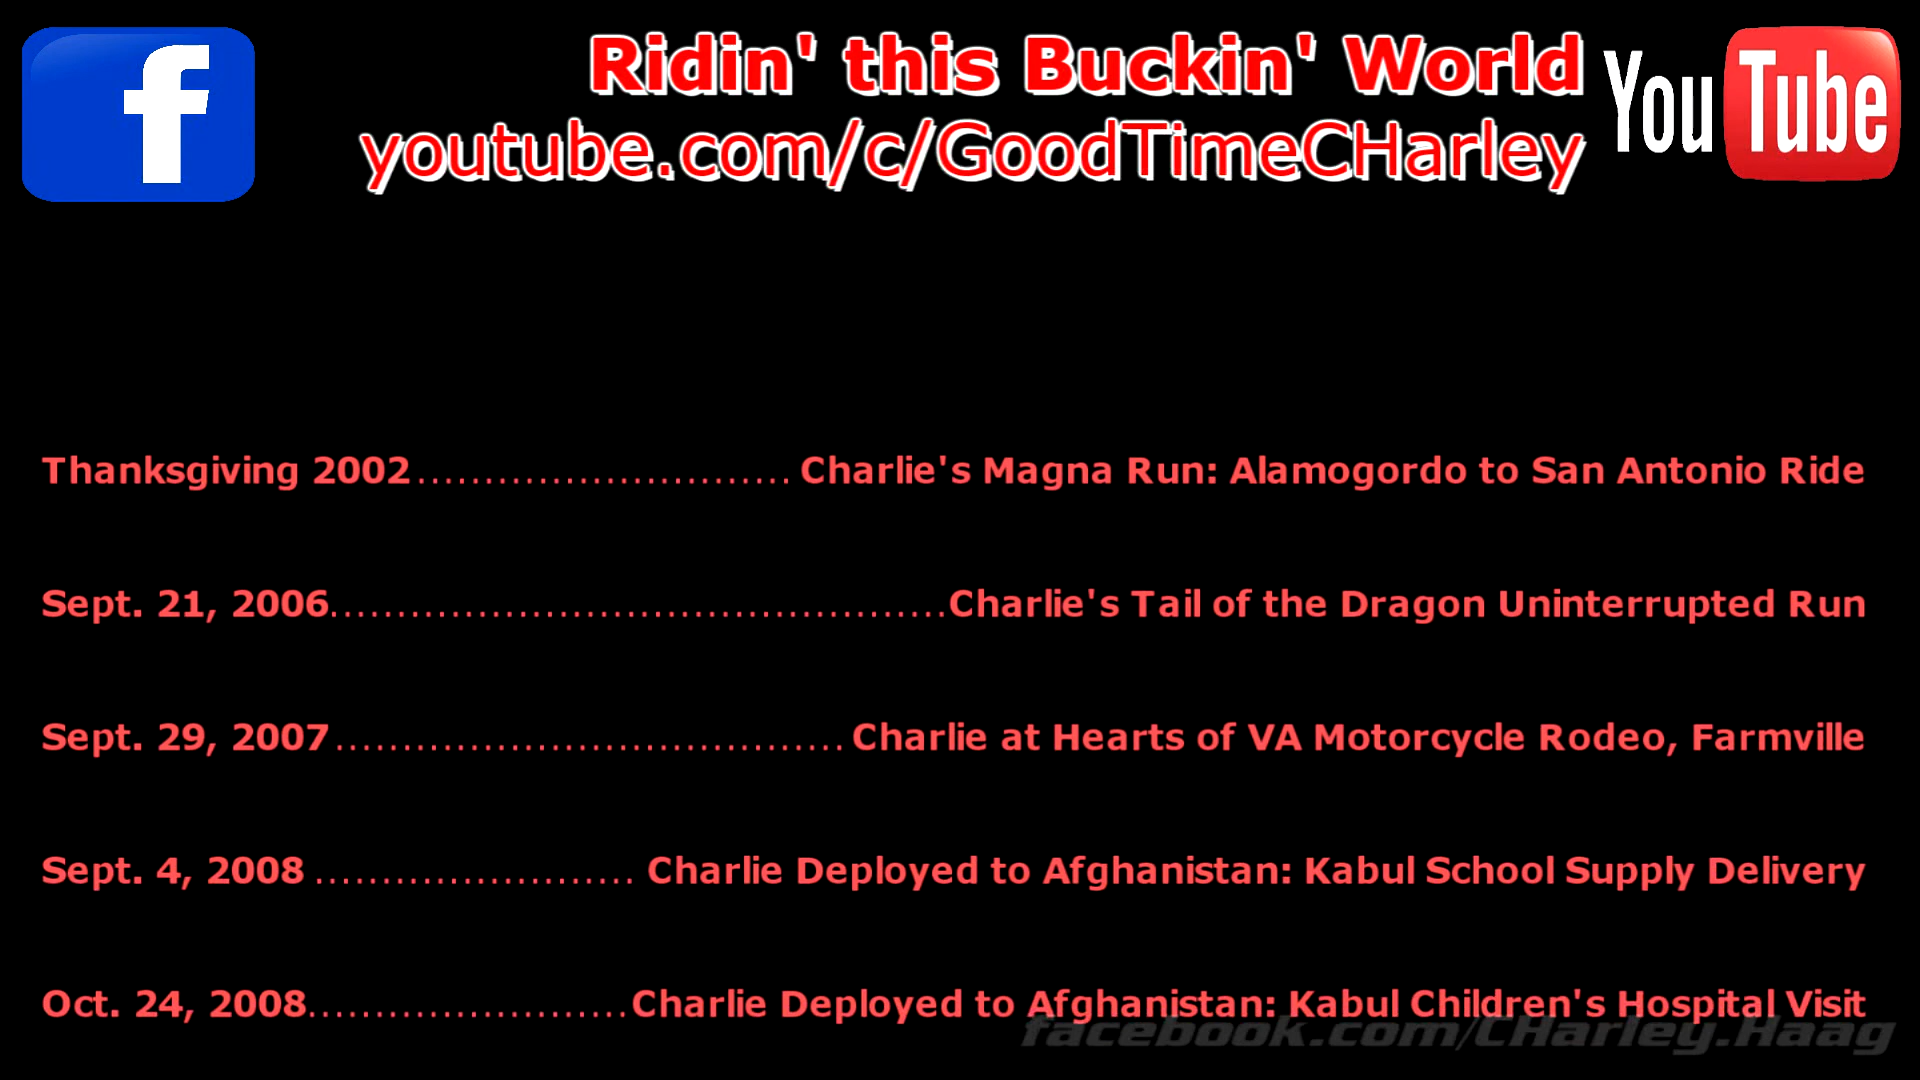 f
Ridin' this Buckin' World
youtube.com/c/GoodTimeCHarley
YouTube
Thanksgiving 2002............................ Charlie's Magna Run: Alamogordo to San Antonio Ride
Sept. 21, 2006..............................................Charlie's Tail of the Dragon Uninterrupted Run
Sept. 29, 2007...................................... Charlie at Hearts of VA Motorcycle Rodeo, Farmville
Sept. 4, 2008 ........................ Charlie Deployed to Afghanistan: Kabul School Supply Delivery
Oct. 24, 2008........................Charlie Deployed to Afghanistan: Kabul Children's Hospital Visit
facebook.com/CHarley.Haag